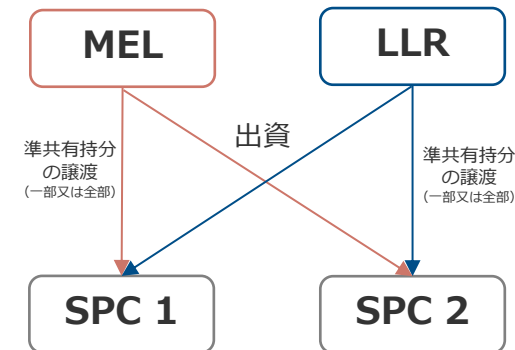 MEL
LLR
出資
準共有持分
の譲渡
（一部又は全部）
準共有持分
の譲渡
（一部又は全部）
SPC 1
SPC 2